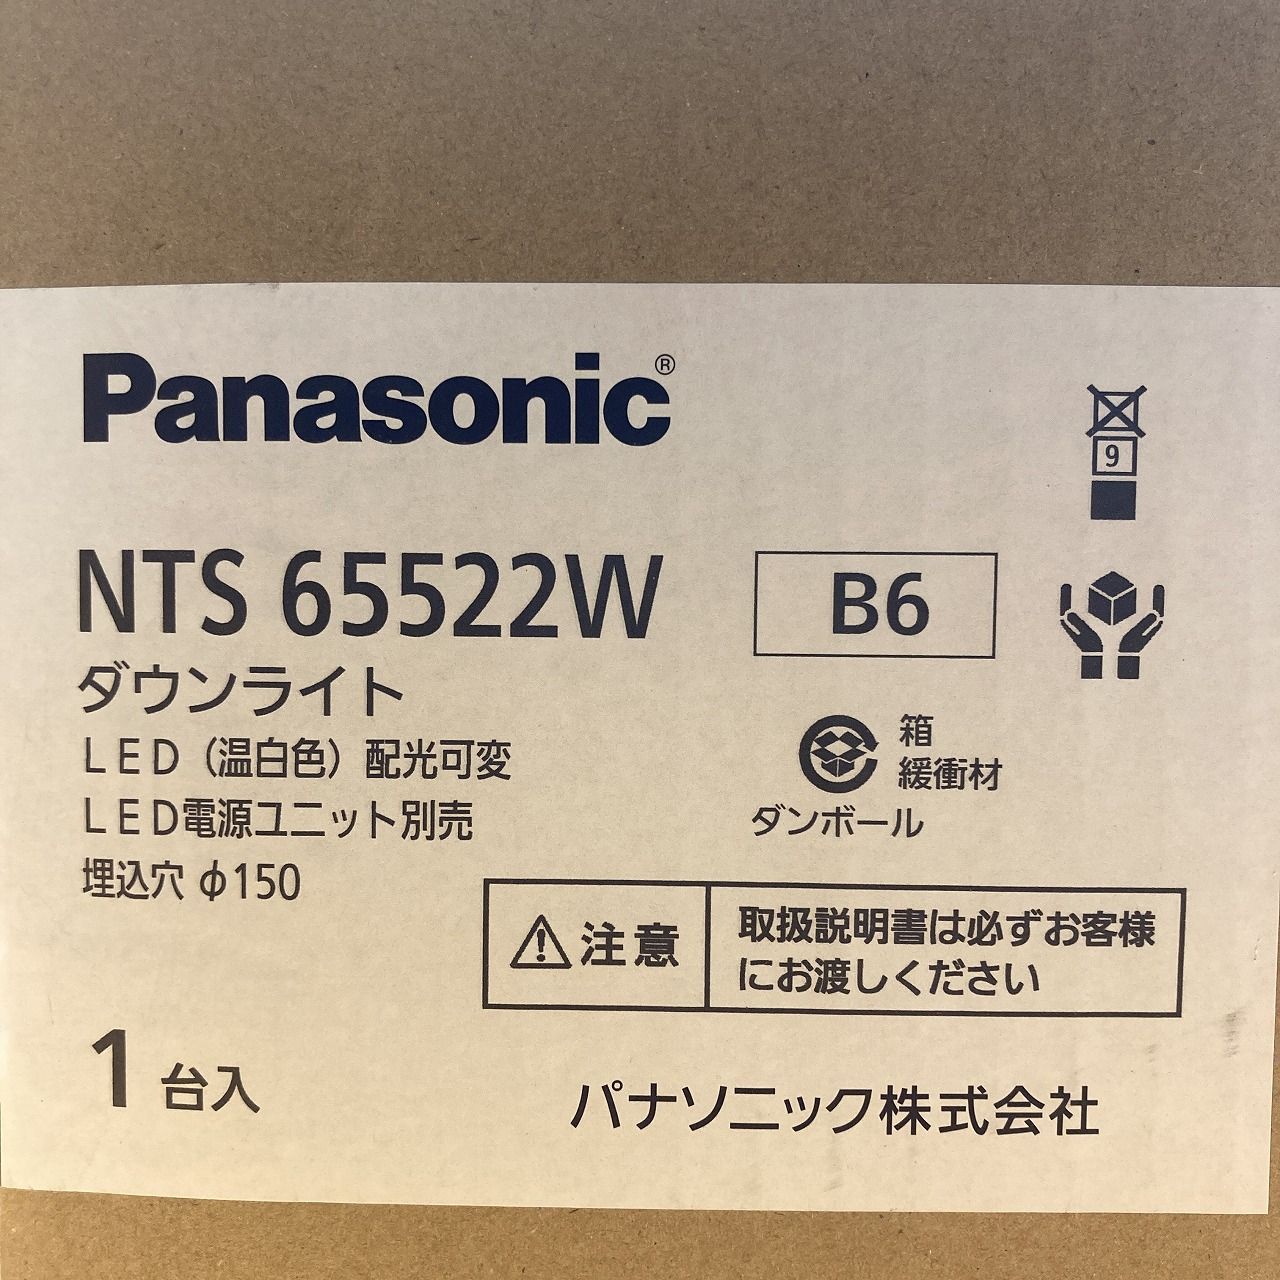 Panasonic®
9
NTS 65522W
B6
ダウンライト
LED（温白色）配光可変
LED電源ユニット別売
埋込穴 φ150
箱
緩衝材
ダンボール
注意
取扱説明書は必ずお客様
にお渡しください
1台入
パナソニック株式会社